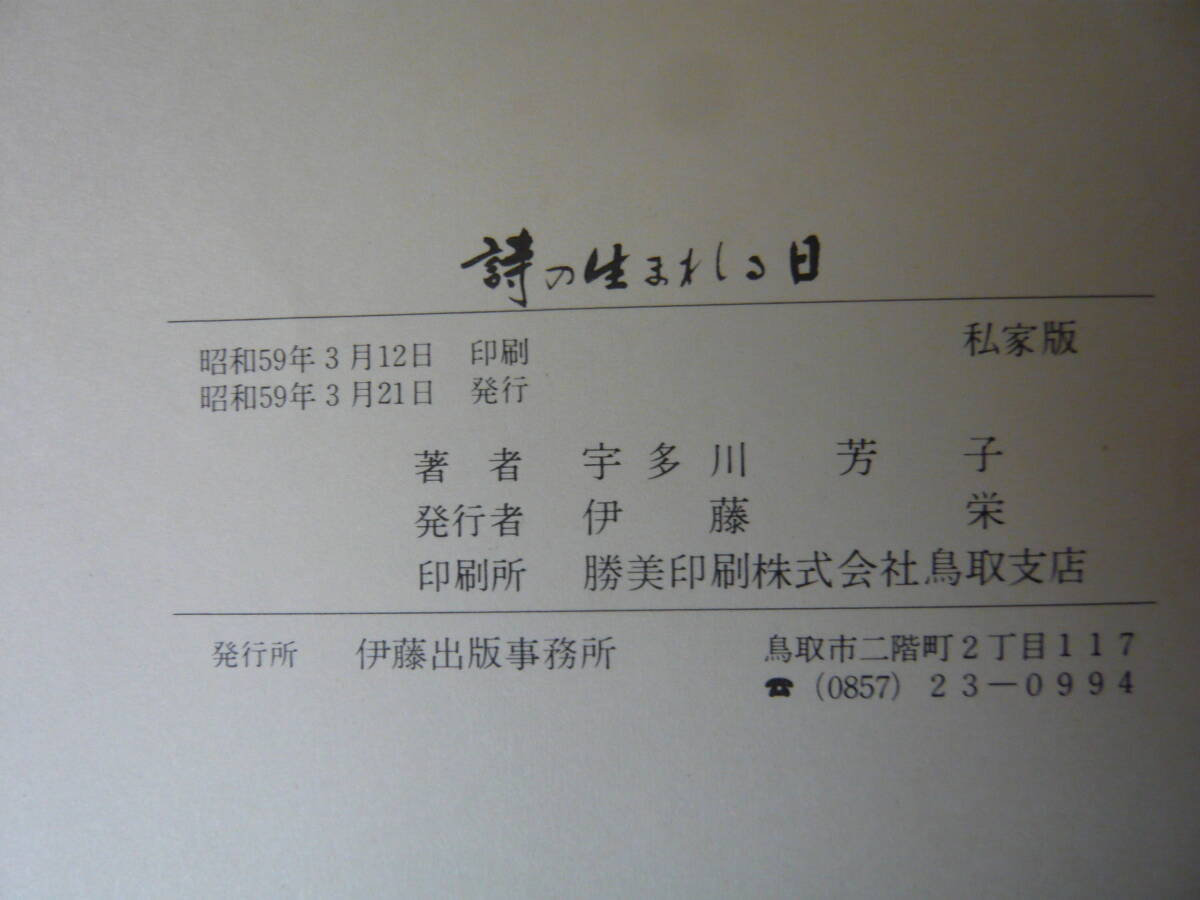 詩の生まれしる日
昭和59年3月12日 印刷 私家版
昭和59年3月21日 発行
著者 宇多川 芳子
発行者 伊藤 栄
印刷所 勝美印刷株式会社鳥取支店
発行所 伊藤出版事務所 鳥取市二階町2丁目117
☎ (0857) 23-0994